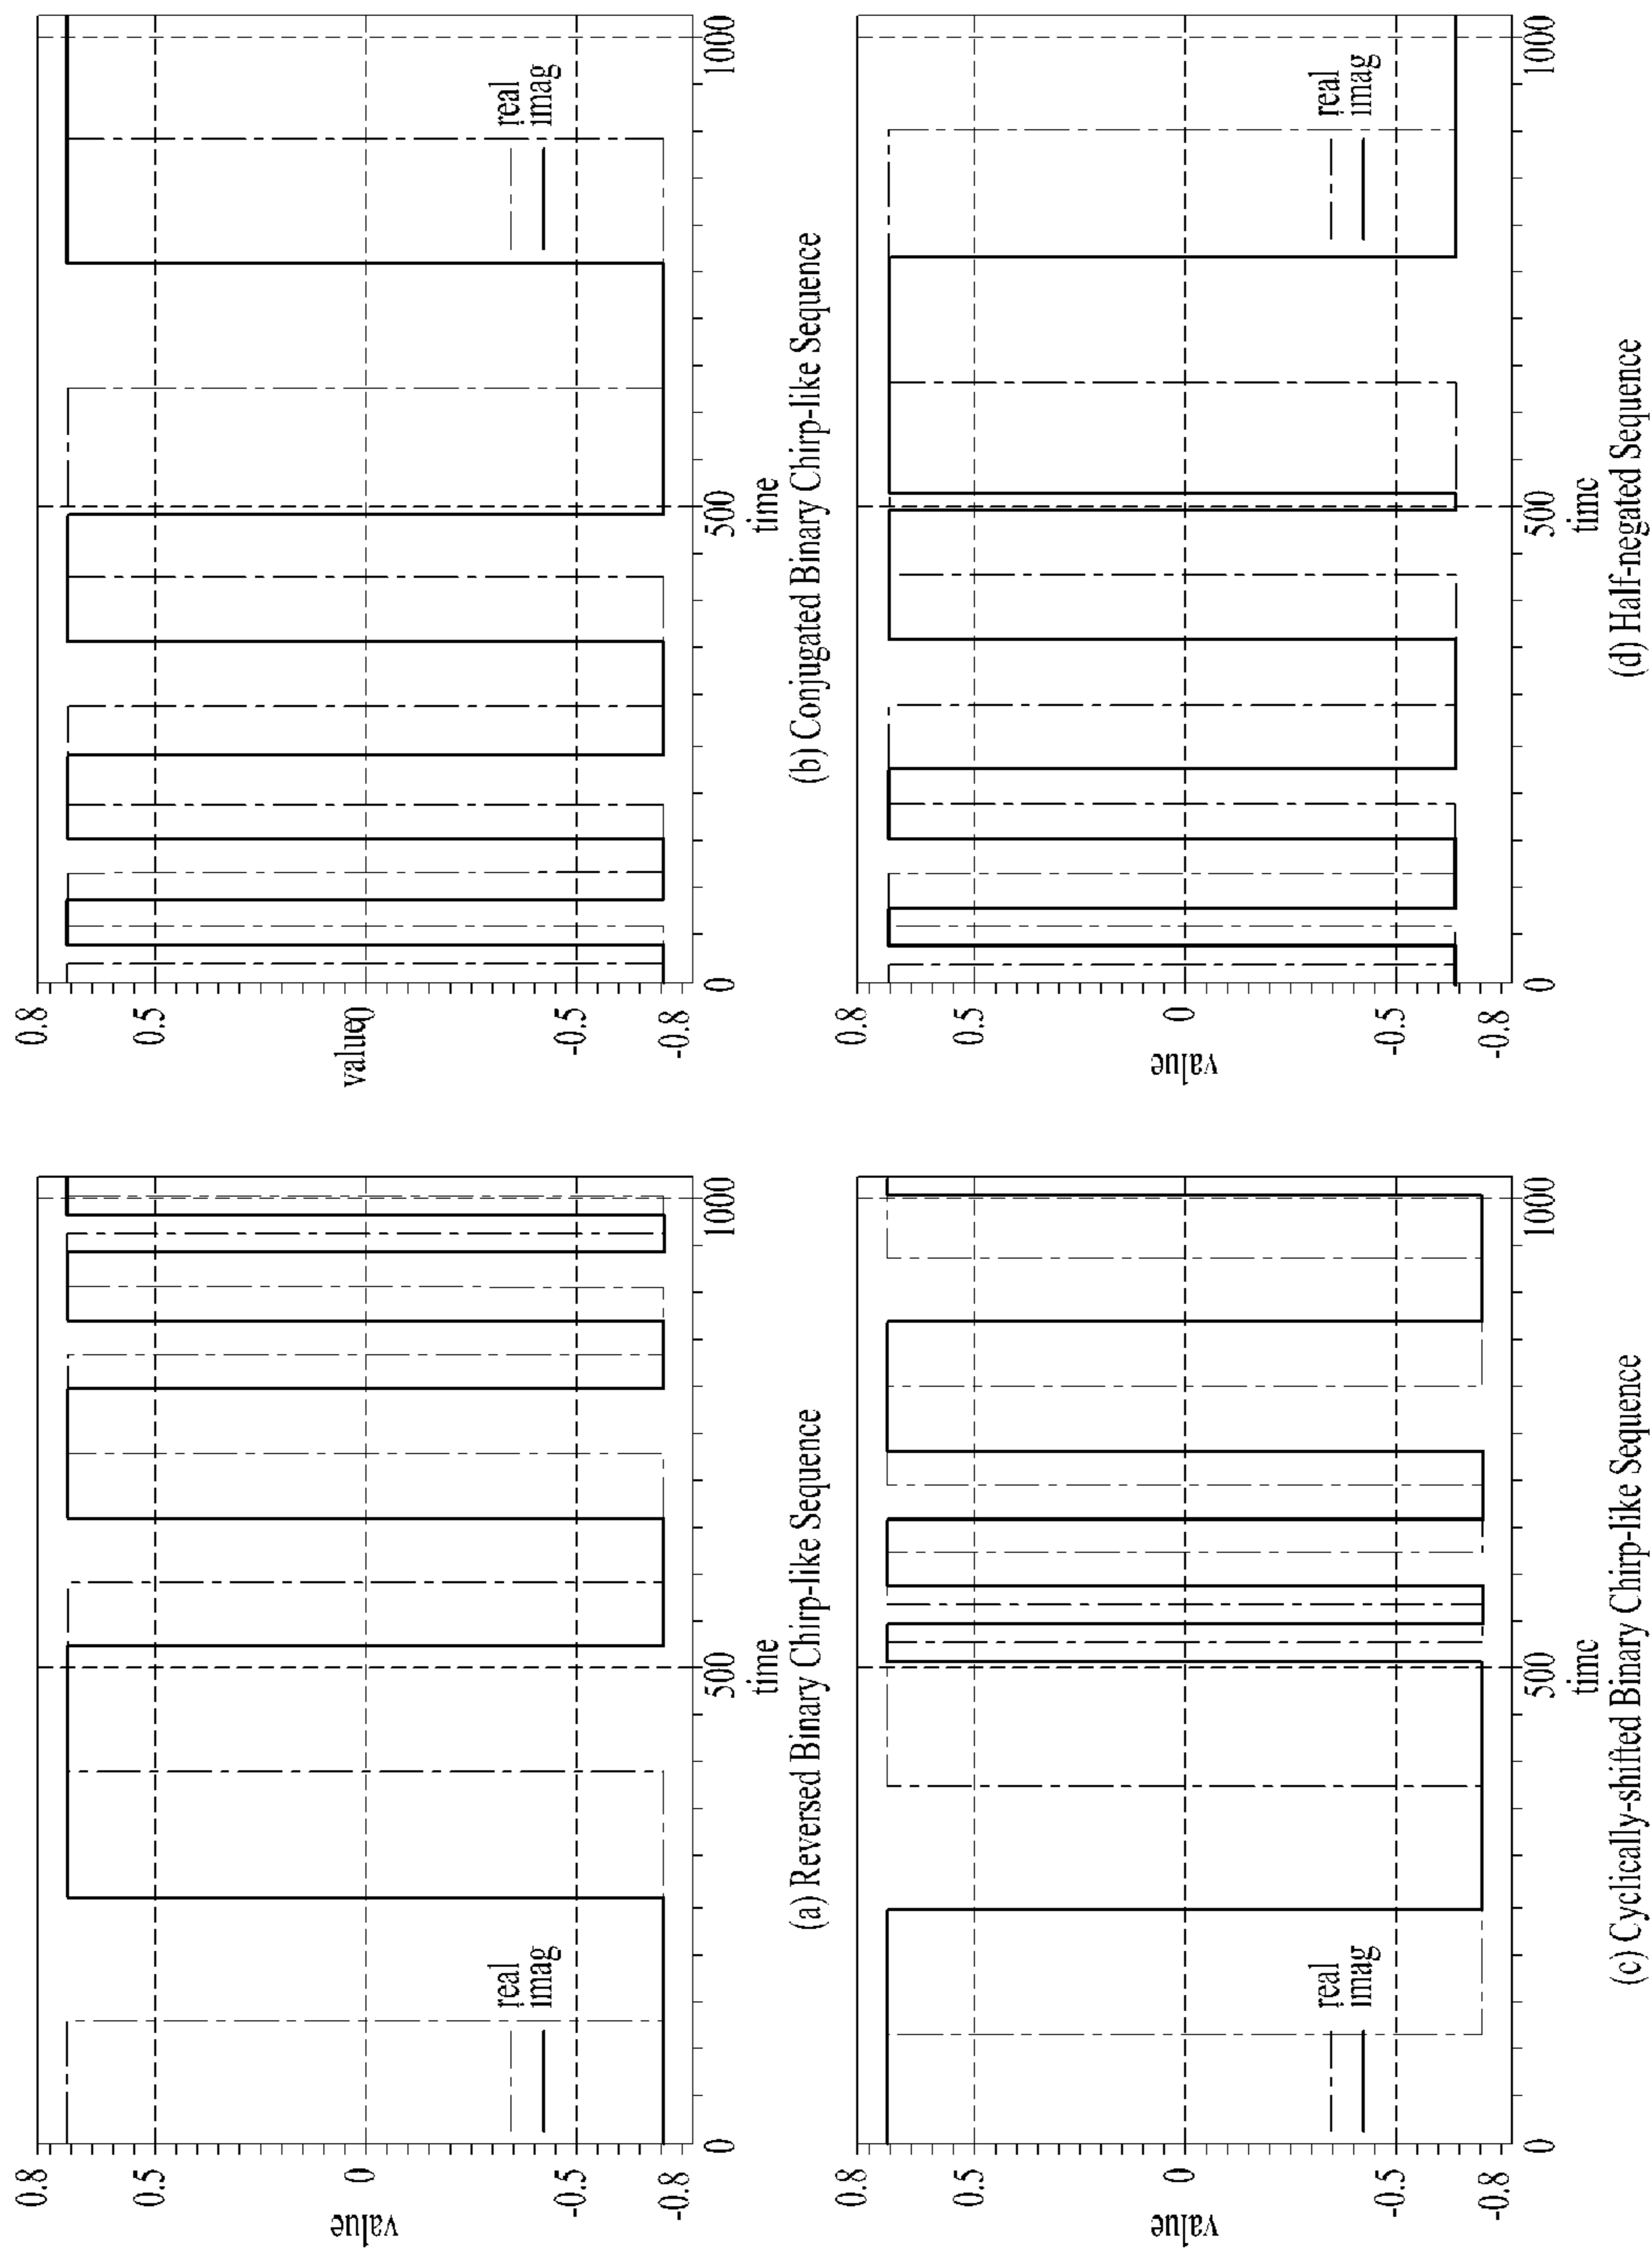 0.8
0.5
0
-0.5
-0.8
value
real
imag
0
500
1000
time
(a) Reversed Binary Chirp-like Sequence
0.8
0.5
0
-0.5
-0.8
value
real
imag
0
500
1000
time
(b) Conjugated Binary Chirp-like Sequence
0.8
0.5
0
-0.5
-0.8
value
real
imag
0
500
1000
time
(c) Cyclically-shifted Binary Chirp-like Sequence
0.8
0.5
0
-0.5
-0.8
value
real
imag
0
500
1000
time
(d) Half-negated Sequence